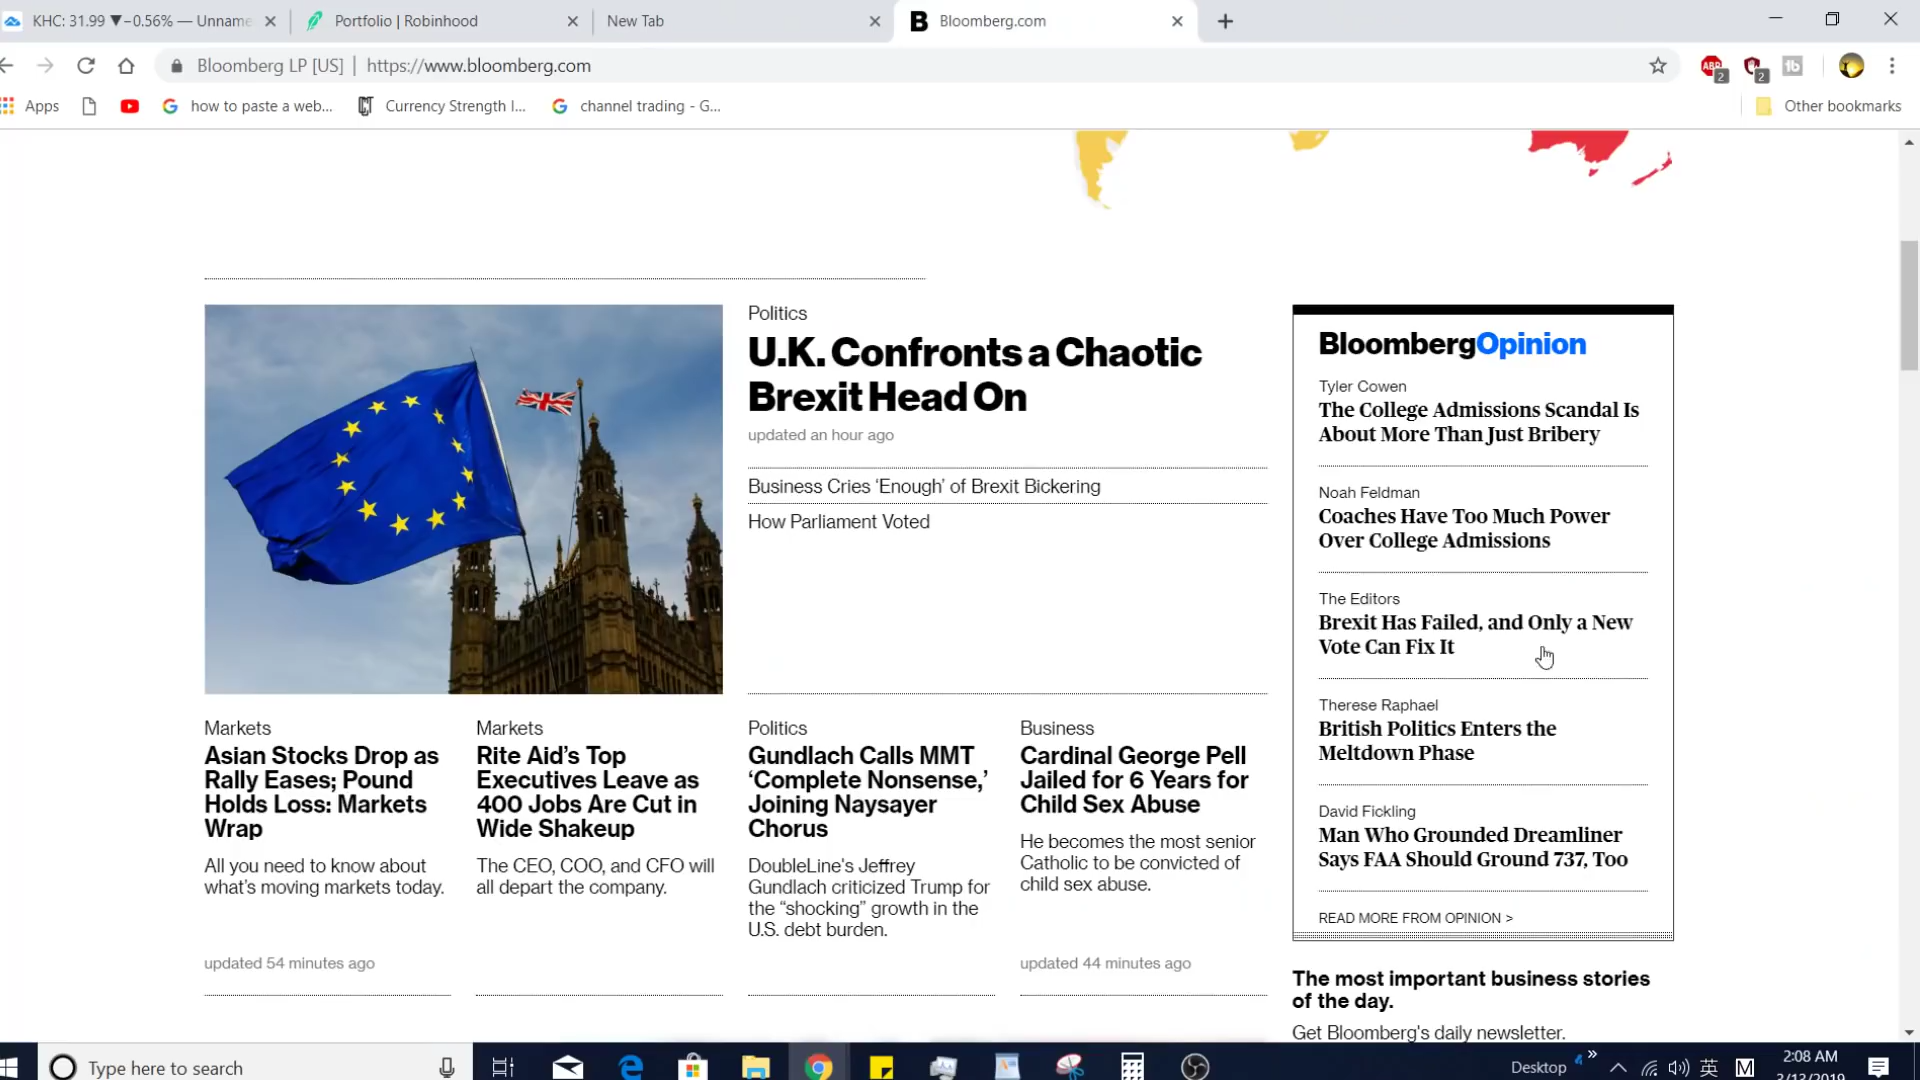 KHC: 31.99 ▼−0.56% — Unname
Portfolio | Robinhood
New Tab
B Bloomberg.com
Bloomberg LP [US] | https://www.bloomberg.com
ABP 2
2
Apps
how to paste a web...
Currency Strength I...
channel trading - G...
Other bookmarks
Politics
U.K. Confronts a Chaotic
Brexit Head On
updated an hour ago
Business Cries ‘Enough’ of Brexit Bickering
How Parliament Voted
Markets
Asian Stocks Drop as
Rally Eases; Pound
Holds Loss: Markets
Wrap
All you need to know about
what's moving markets today.
updated 54 minutes ago
Markets
Rite Aid’s Top
Executives Leave as
400 Jobs Are Cut in
Wide Shakeup
The CEO, COO, and CFO will
all depart the company.
Politics
Gundlach Calls MMT
‘Complete Nonsense,’
Joining Naysayer
Chorus
DoubleLine's Jeffrey
Gundlach criticized Trump for
the “shocking” growth in the
U.S. debt burden.
Business
Cardinal George Pell
Jailed for 6 Years for
Child Sex Abuse
He becomes the most senior
Catholic to be convicted of
child sex abuse.
updated 44 minutes ago
BloombergOpinion
Tyler Cowen
The College Admissions Scandal Is
About More Than Just Bribery
Noah Feldman
Coaches Have Too Much Power
Over College Admissions
The Editors
Brexit Has Failed, and Only a New
Vote Can Fix It
Therese Raphael
British Politics Enters the
Meltdown Phase
David Fickling
Man Who Grounded Dreamliner
Says FAA Should Ground 737, Too
READ MORE FROM OPINION >
The most important business stories
of the day.
Get Bloomberg's daily newsletter.
Type here to search
Desktop
英
M
2:08 AM
3/13/2019